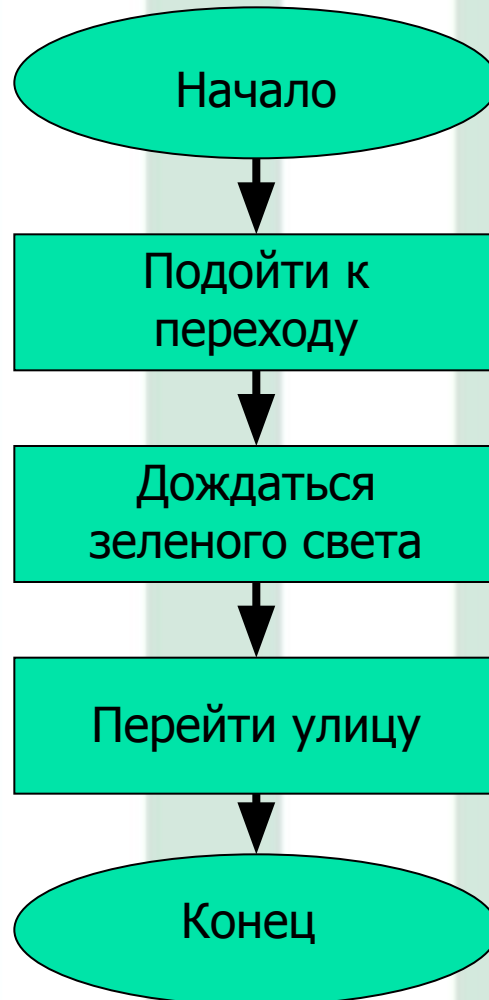 Начало
Подойти к
переходу
Дождаться
зеленого света
Перейти улицу
Конец